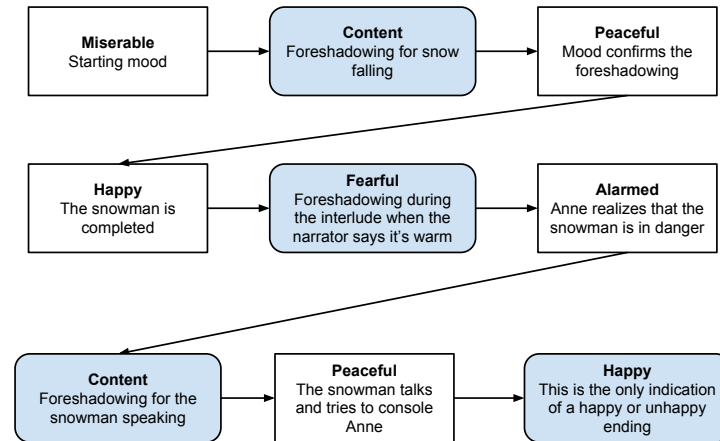 Miserable
Starting mood
Content
Foreshadowing for snow
falling
Peaceful
Mood confirms the
foreshadowing
Happy
The snowman is
completed
Fearful
Foreshadowing during
the interlude when the
narrator says it's warm
Alarmed
Anne realizes that the
snowman is in danger
Content
Foreshadowing for the
snowman speaking
Peaceful
The snowman talks
and tries to console
Anne
Happy
This is the only indication
of a happy or unhappy
ending